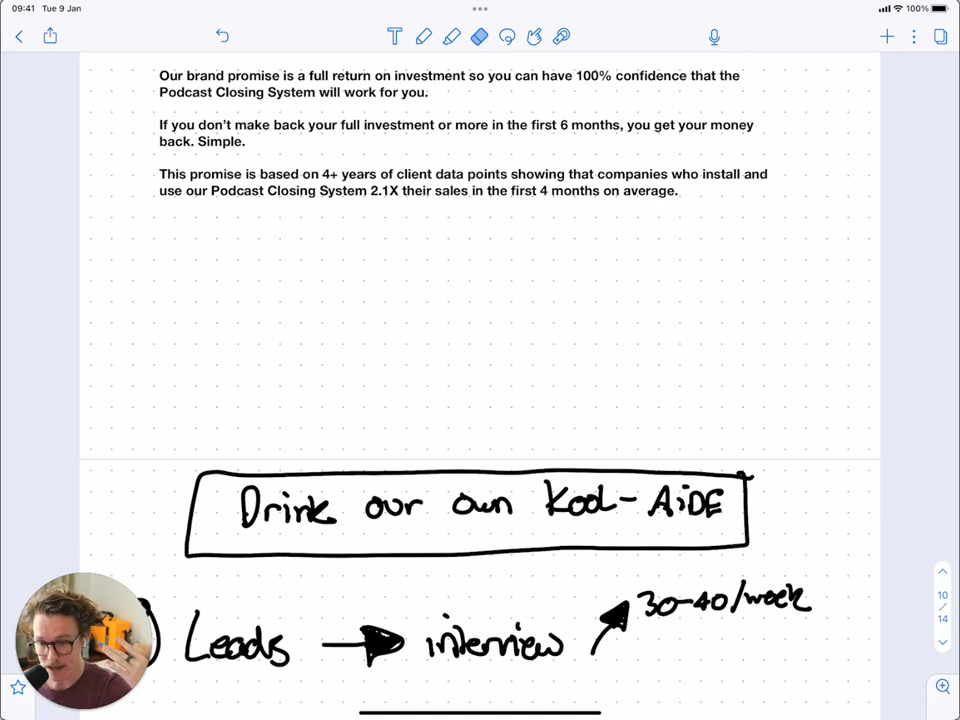 09:41 Tue 9 Jan
100%
Our brand promise is a full return on investment so you can have 100% confidence that the
Podcast Closing System will work for you.
If you don't make back your full investment or more in the first 6 months, you get your money
back. Simple.
This promise is based on 4+ years of client data points showing that companies who install and
use our Podcast Closing System 2.1X their sales in the first 4 months on average.
Drink our own Kool-AiDE
30-40/week
Leads → interview
10
/
14